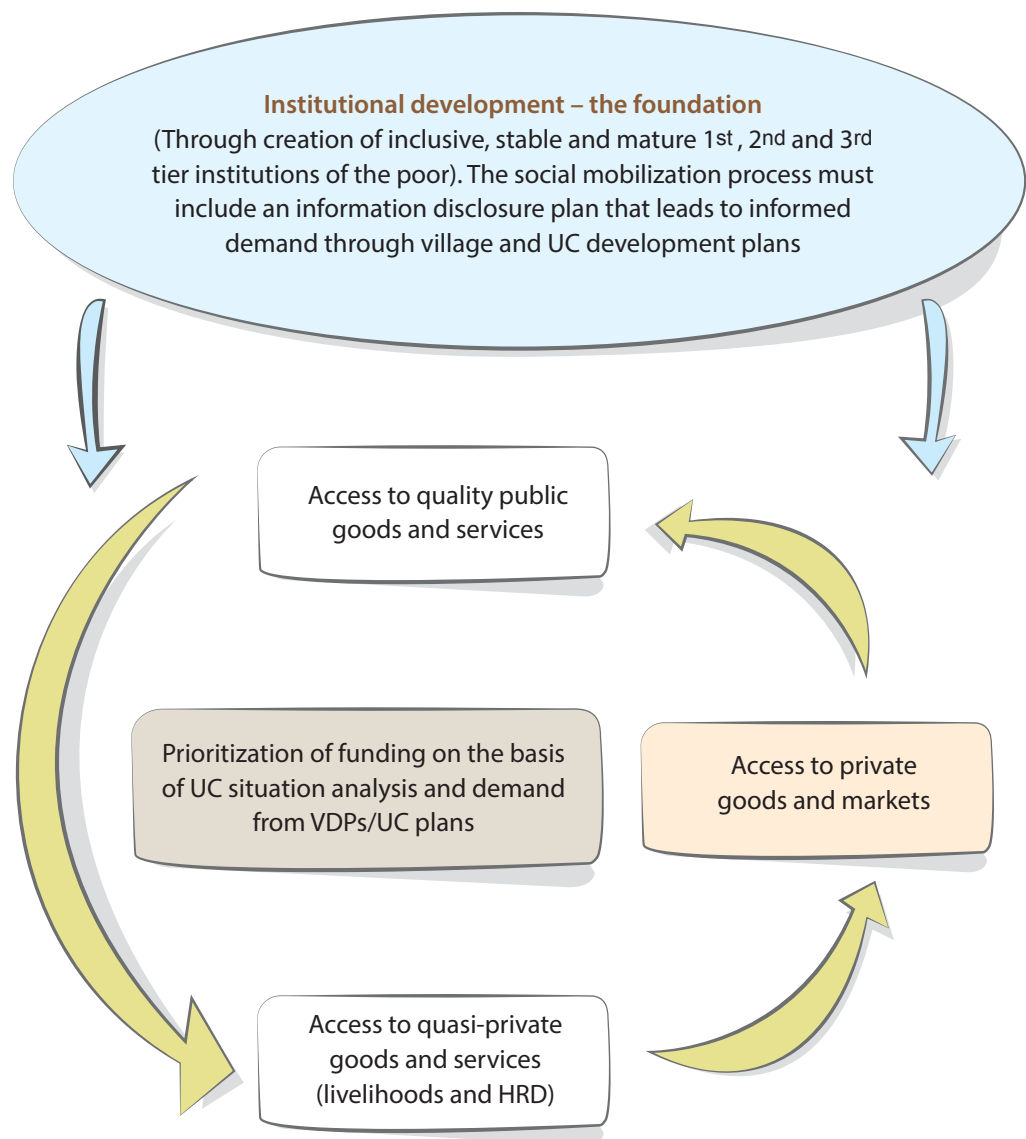 Institutional development – the foundation
(Through creation of inclusive, stable and mature 1st, 2nd and 3rd
tier institutions of the poor). The social mobilization process must
include an information disclosure plan that leads to informed
demand through village and UC development plans
Access to quality public
goods and services
Prioritization of funding on the basis
of UC situation analysis and demand
from VDPs/UC plans
Access to private
goods and markets
Access to quasi-private
goods and services
(livelihoods and HRD)